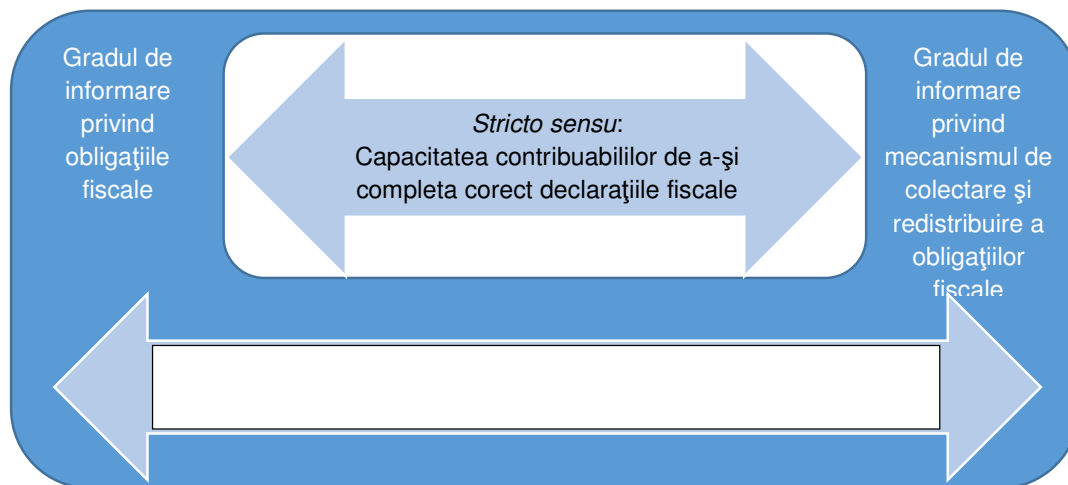 Gradul de
informare
privind
obligaţiile
fiscale
Stricto sensu:
Capacitatea contribuabililor de a-şi
completa corect declaraţiile fiscale
Gradul de
informare
privind
mecanismul de
colectare şi
redistribuire a
obligaţiilor
fiscale